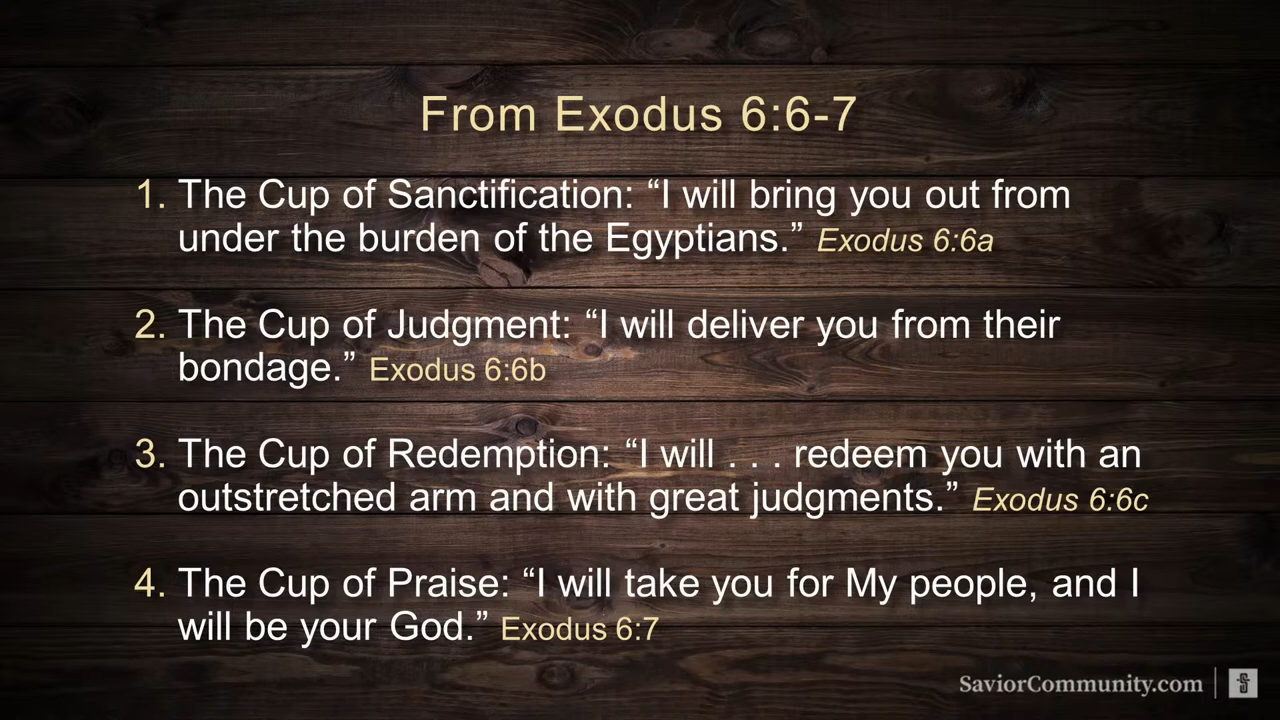 From Exodus 6:6-7
1. The Cup of Sanctification: “I will bring you out from
under the burden of the Egyptians.” Exodus 6:6a
2. The Cup of Judgment: “I will deliver you from their
bondage.” Exodus 6:6b
3. The Cup of Redemption: “I will . . . redeem you with an
outstretched arm and with great judgments.” Exodus 6:6c
4. The Cup of Praise: “I will take you for My people, and I
will be your God.” Exodus 6:7
SaviorCommunity.com